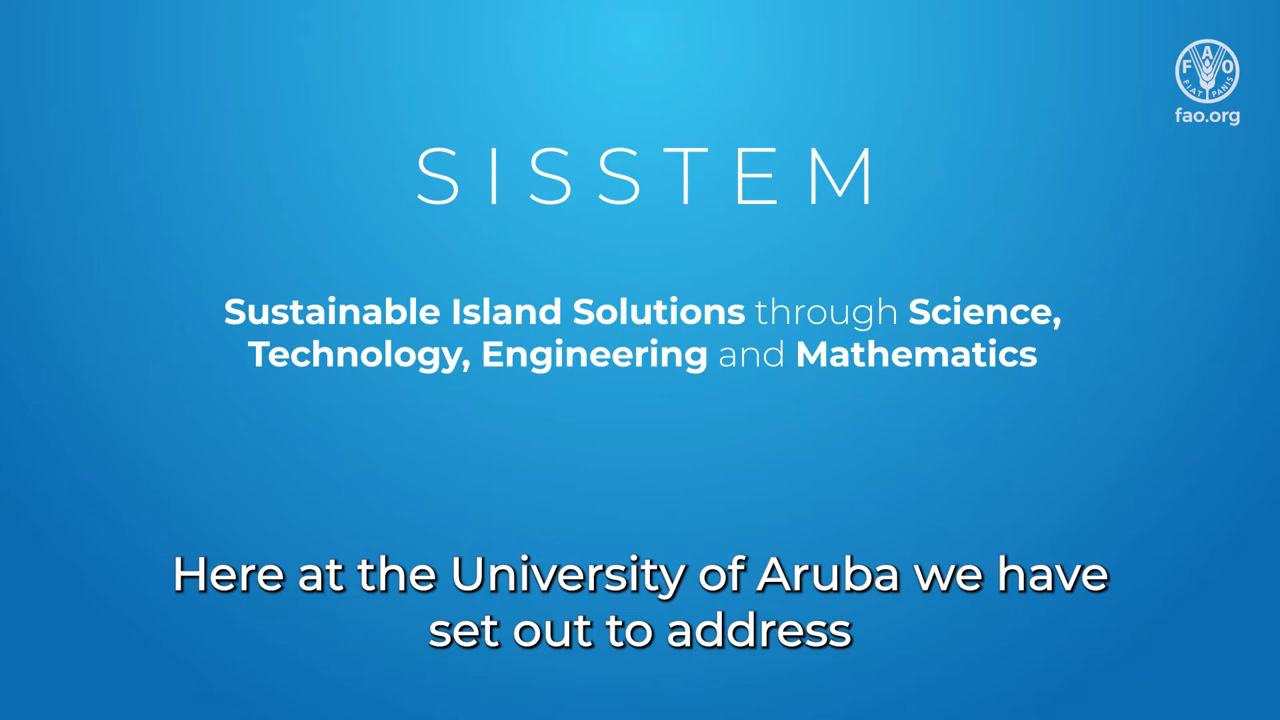 FAO
FIAT PANIS
fao.org
SISSTEM
Sustainable Island Solutions through Science,
Technology, Engineering and Mathematics
Here at the University of Aruba we have
set out to address